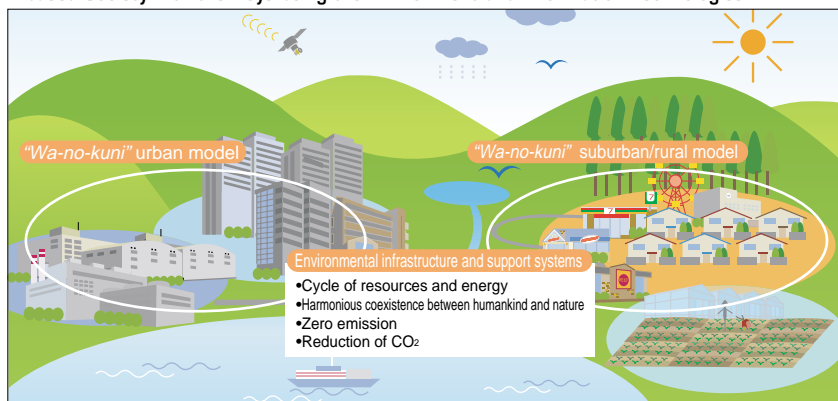 "Wa-no-kuni" urban model
"Wa-no-kuni" suburban/rural model
Environmental infrastructure and support systems
•Cycle of resources and energy
•Harmonious coexistence between humankind and nature
•Zero emission
•Reduction of CO2